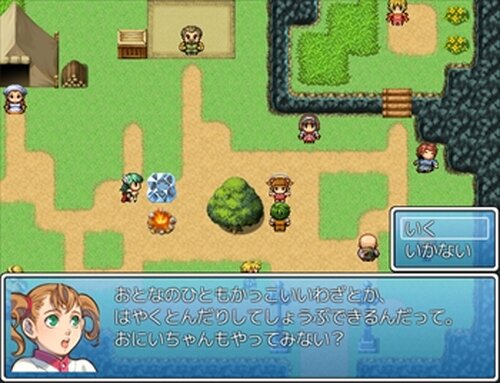 いく
いかない
おとなのひともかっこいいわざとか、
はやくとんだりしてしょうぶできるんだって。
おにいちゃんもやってみない？